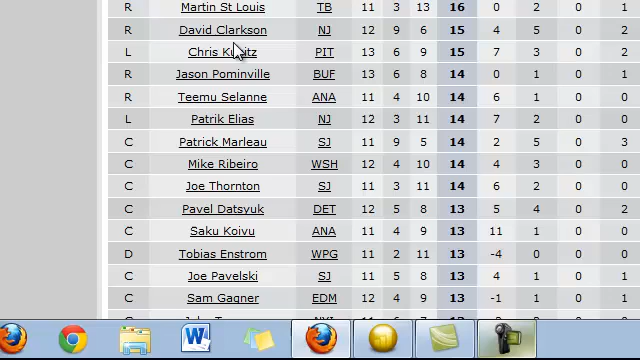 R Martin St Louis TB 11 3 13 16 0 2 0 1
R David Clarkson NJ 12 9 6 15 4 5 0 2
L Chris Kunitz PIT 13 6 9 15 7 3 0 2
R Jason Pominville BUF 13 6 8 14 0 1 0 1
R Teemu Selanne ANA 11 4 10 14 6 1 0 0
L Patrik Elias NJ 12 3 11 14 7 2 0 0
C Patrick Marleau SJ 11 9 5 14 2 5 0 3
C Mike Ribeiro WSH 12 4 10 14 4 3 0 0
C Joe Thornton SJ 11 3 11 14 6 2 0 0
C Pavel Datsyuk DET 12 5 8 13 5 4 0 2
C Saku Koivu ANA 11 4 9 13 11 1 0 0
D Tobias Enstrom WPG 11 2 11 13 -4 0 0 0
C Joe Pavelski SJ 11 5 8 13 4 1 0 1
C Sam Gagner EDM 12 4 9 13 -1 1 0 1
W